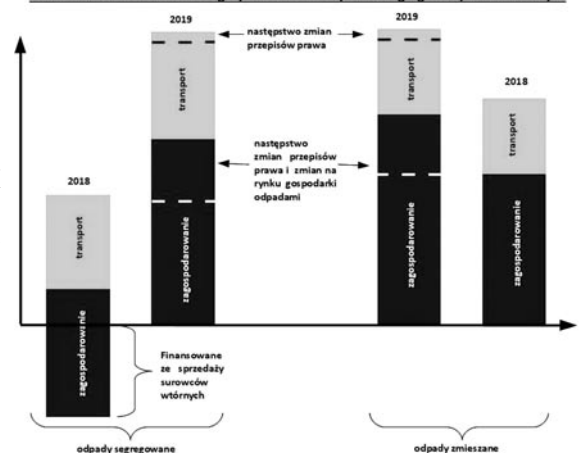 2019
2019
następstwo zmian
przepisów prawa
2018
transport
transport
transport
następstwo
zmian przepisów
prawa i zmian na
rynku gospodarki
odpadami
2018
transport
zagospodarowanie
zagospodarowanie
zagospodarowanie
zagospodarowanie
Finansowane
ze sprzedaży
surowców
wtórnych
odpady segregowane
odpady zmieszane